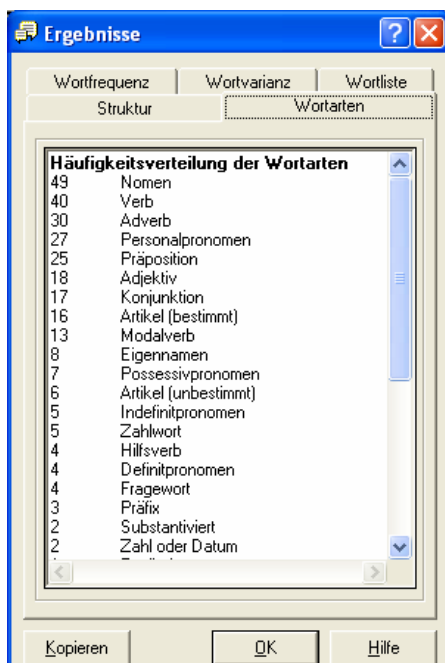 Ergebnisse
Wortfrequenz Wortvarianz Wortliste
Struktur Wortarten
Häufigkeitsverteilung der Wortarten
49 Nomen
40 Verb
30 Adverb
27 Personalpronomen
25 Präposition
18 Adjektiv
17 Konjunktion
16 Artikel (bestimmt)
13 Modalverb
8 Eigennamen
7 Possessivpronomen
6 Artikel (unbestimmt)
5 Indefinitpronomen
5 Zahlwort
4 Hilfsverb
4 Definitpronomen
4 Fragewort
3 Präfix
2 Substantiviert
2 Zahl oder Datum
Kopieren OK Hilfe